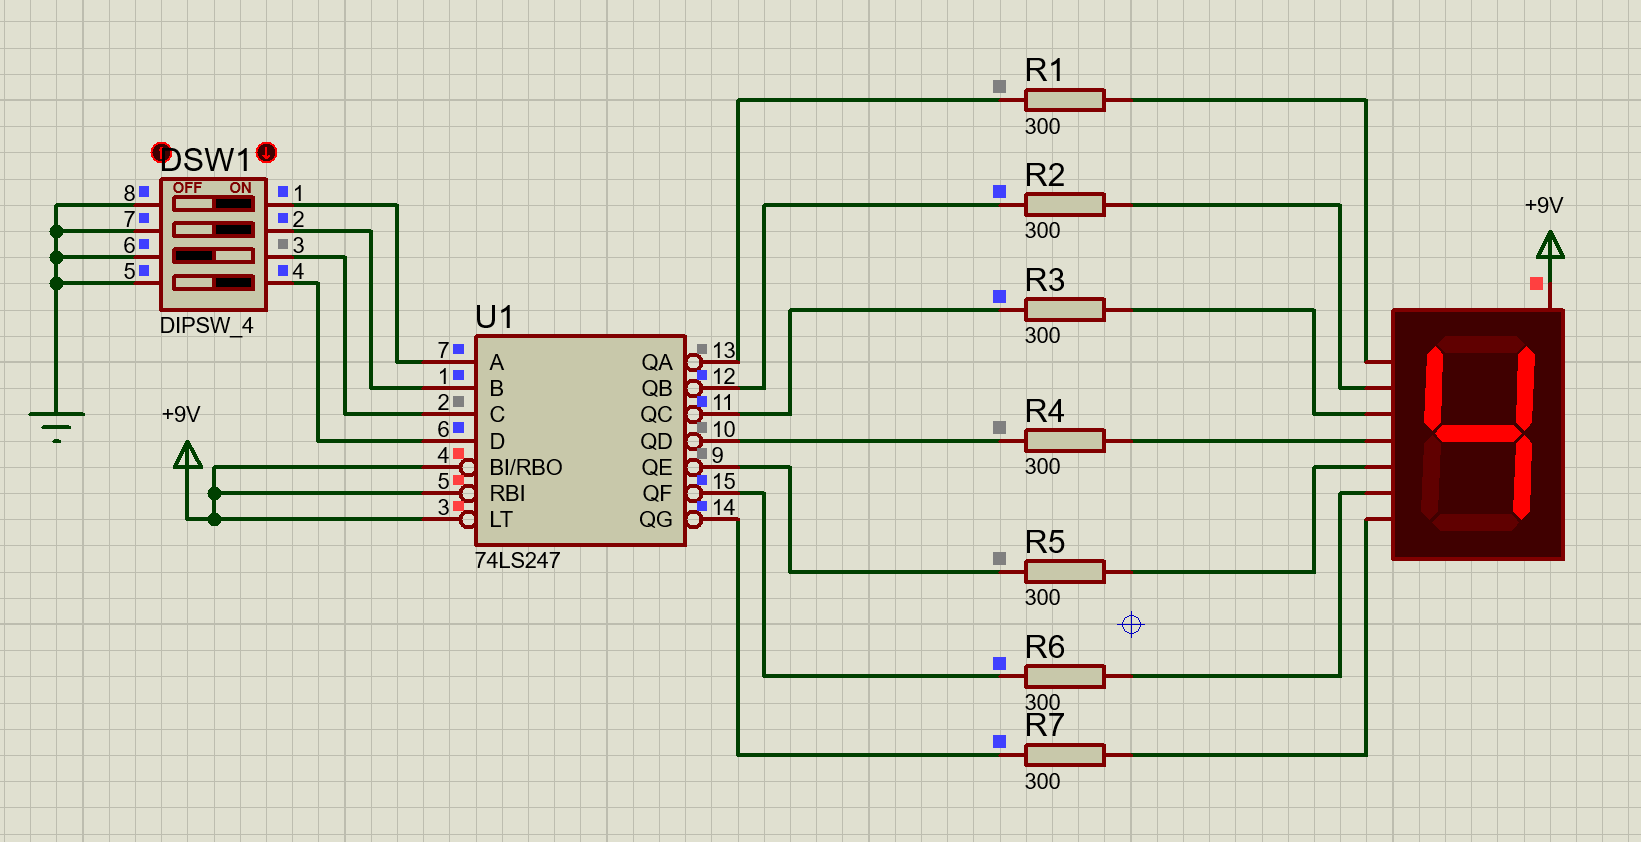 DSW1
OFF ON
8 1
7 2
6 3
5 4
DIPSW_4
+9V
U1
7 A QA 13
1 B QB 12
2 C QC 11
6 D QD 10
4 BI/RBO QE 9
5 RBI QF 15
3 LT QG 14
74LS247
R1
300
R2
300
R3
300
R4
300
R5
300
R6
300
R7
300
+9V
4